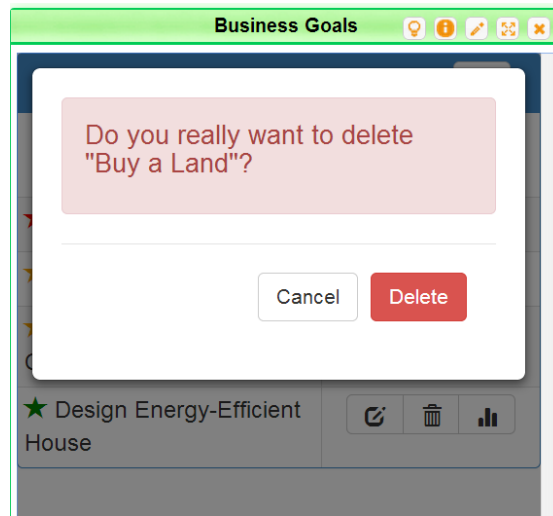 Business Goals
Do you really want to delete
"Buy a Land"?
Cancel
Delete
Design Energy-Efficient
House